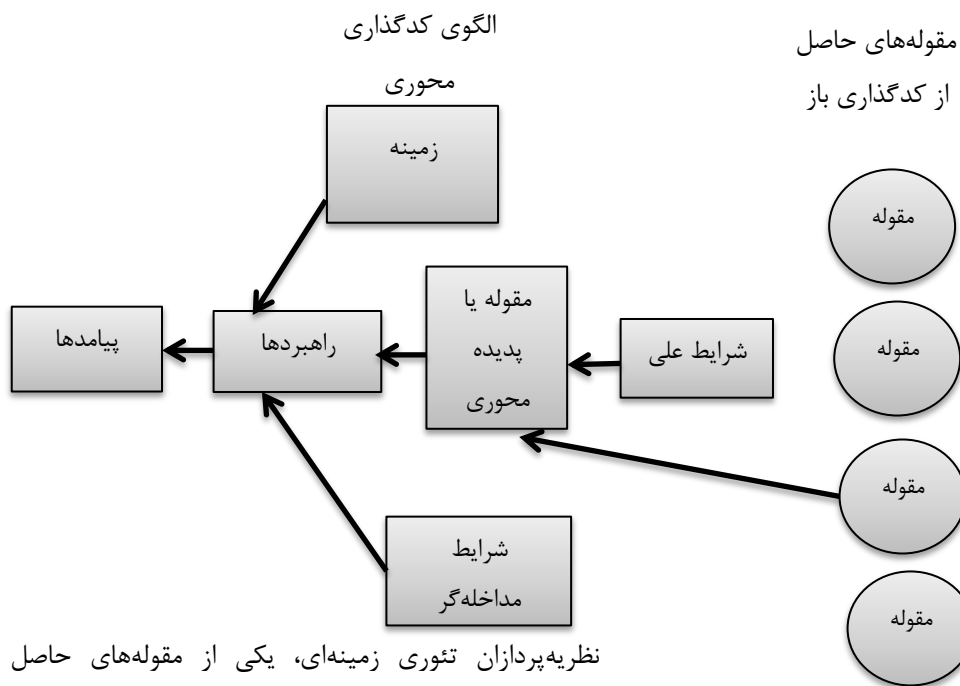 مقوله‌های حاصل
از کدگذاری باز
الگوی کدگذاری
محوری
زمینه
مقوله
مقوله
مقوله
مقوله
شرایط علی
مقوله یا
پدیده
محوری
راهبردها
پیامدها
شرایط
مداخله‌گر
نظریه‌پردازان تئوری زمینه‌ای، یکی از مقوله‌های حاصل